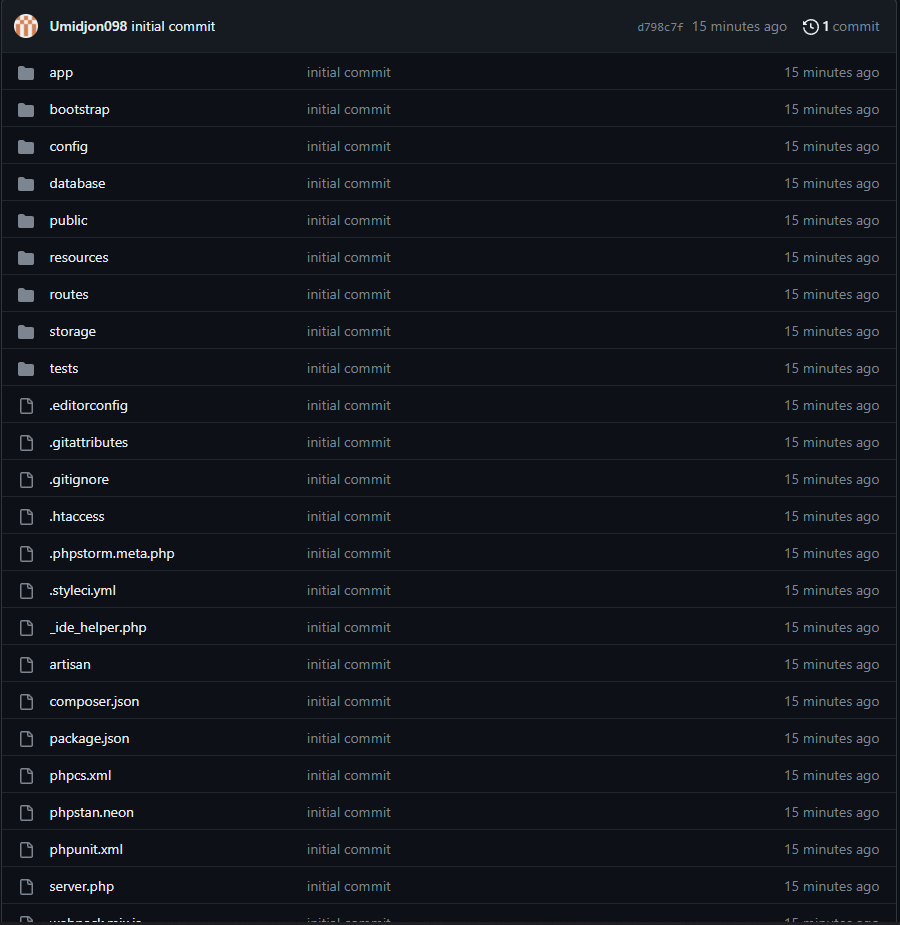 Umidjon098 initial commit d798c7f 15 minutes ago 1 commit
app initial commit 15 minutes ago
bootstrap initial commit 15 minutes ago
config initial commit 15 minutes ago
database initial commit 15 minutes ago
public initial commit 15 minutes ago
resources initial commit 15 minutes ago
routes initial commit 15 minutes ago
storage initial commit 15 minutes ago
tests initial commit 15 minutes ago
.editorconfig initial commit 15 minutes ago
.gitattributes initial commit 15 minutes ago
.gitignore initial commit 15 minutes ago
.htaccess initial commit 15 minutes ago
.phpstorm.meta.php initial commit 15 minutes ago
.styleci.yml initial commit 15 minutes ago
_ide_helper.php initial commit 15 minutes ago
artisan initial commit 15 minutes ago
composer.json initial commit 15 minutes ago
package.json initial commit 15 minutes ago
phpcs.xml initial commit 15 minutes ago
phpstan.neon initial commit 15 minutes ago
phpunit.xml initial commit 15 minutes ago
server.php initial commit 15 minutes ago
webpack.mix.js initial commit 15 minutes ago